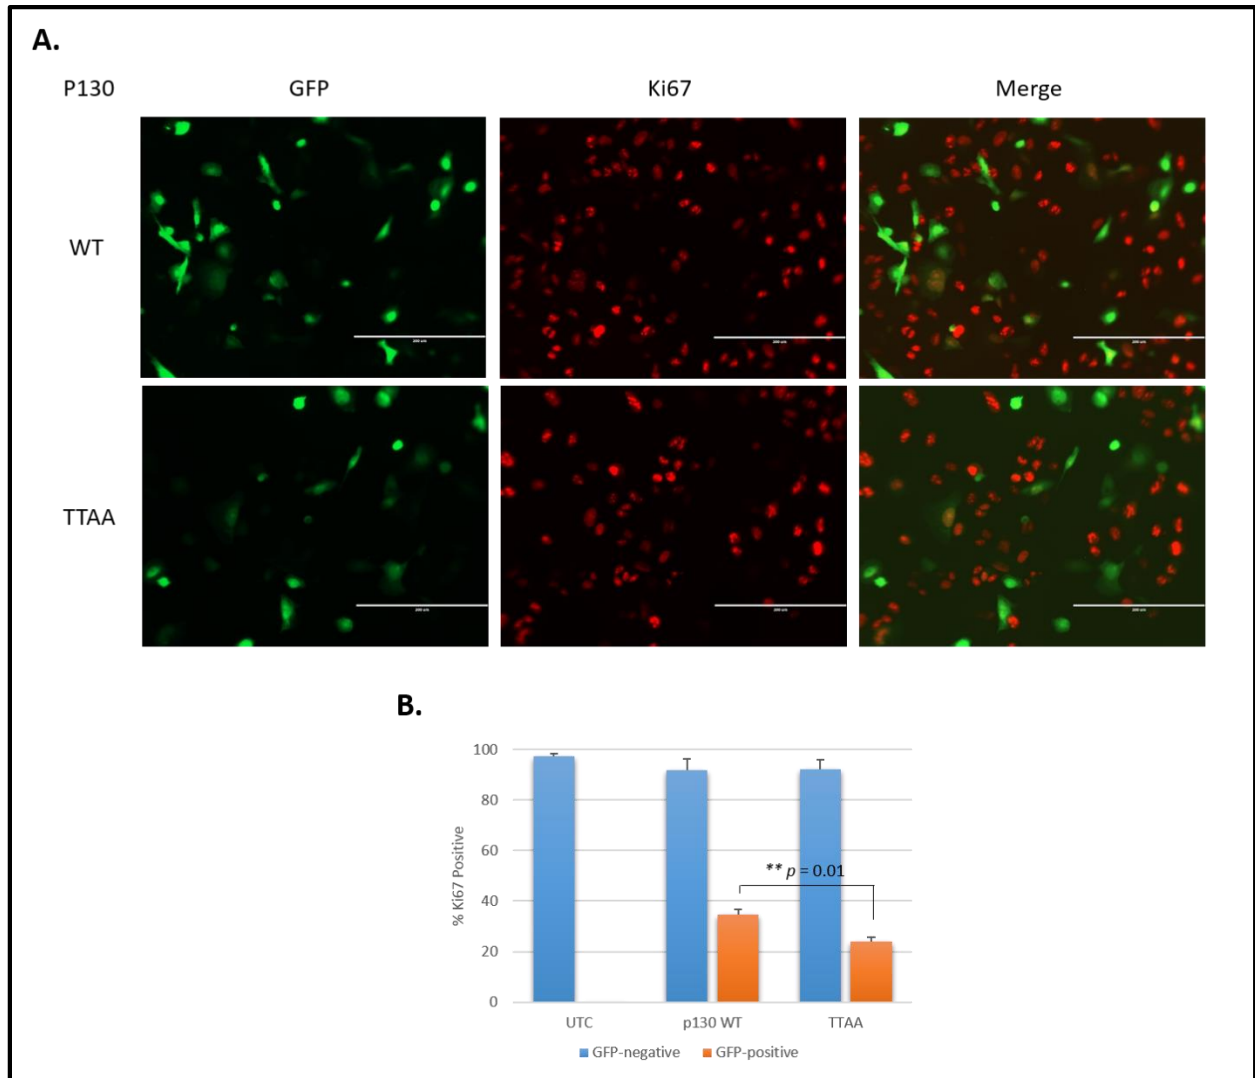 A.
P130 GFP Ki67 Merge
WT
TTAA
B.
100
80
60
40
20
0
% Ki67 Positive
** p = 0.01
UTC p130 WT TTAA
GFP-negative GFP-positive